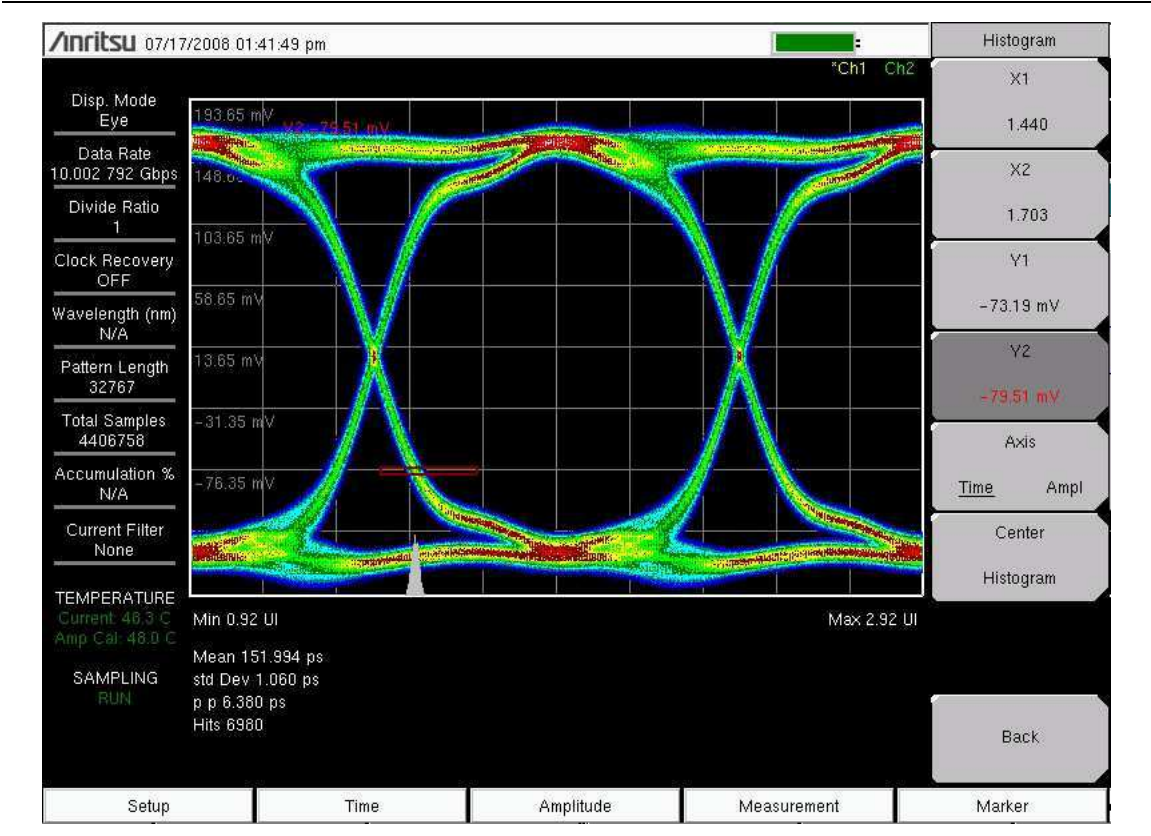 /inritsu 07/17/2008 01:41:49 pm
*Ch1 Ch2
Disp. Mode
Eye
Data Rate
10.002 792 Gbps
Divide Ratio
1
Clock Recovery
OFF
Wavelength (nm)
N/A
Pattern Length
32767
Total Samples
4406758
Accumulation %
N/A
Current Filter
None
TEMPERATURE
Current: 46.3 C
Amp Cal: 48.0 C
SAMPLING
RUN
193.65 mV
Y2 -79.51 mV
103.65 mV
58.65 mV
13.65 mV
-31.35 mV
-76.35 mV
Min 0.92 UI
Max 2.92 UI
Mean 151.994 ps
std Dev 1.060 ps
p p 6.380 ps
Hits 6980
Histogram
X1
1.440
X2
1.703
Y1
-73.19 mV
Y2
-79.51 mV
Axis
Time Ampl
Center
Histogram
Back
Setup
Time
Amplitude
Measurement
Marker